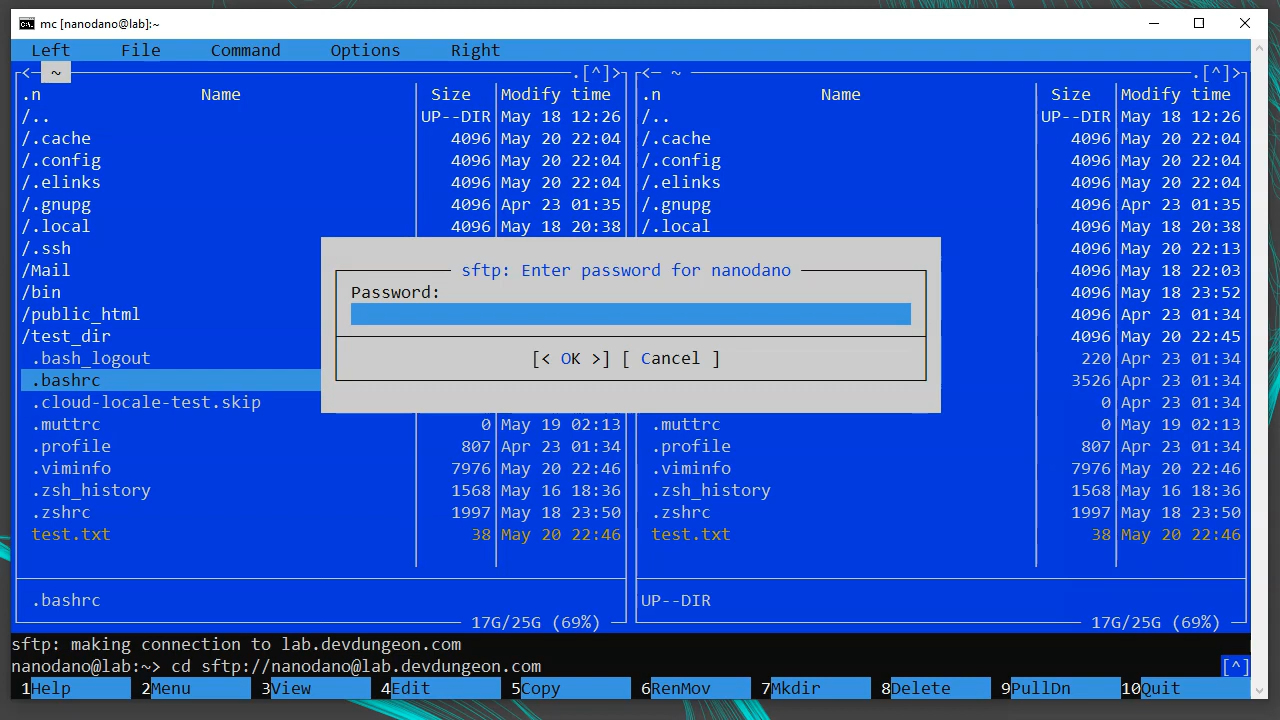 mc [nanodano@lab]:~
Left File Command Options Right
<─ ~ .[^]> <─ ~ .[^]>
.n Name Size Modify time .n Name Size Modify time
/.. UP--DIR May 18 12:26 /.. UP--DIR May 18 12:26
/.cache 4096 May 20 22:04 /.cache 4096 May 20 22:04
/.config 4096 May 20 22:04 /.config 4096 May 20 22:04
/.elinks 4096 May 20 22:04 /.elinks 4096 May 20 22:04
/.gnupg 4096 Apr 23 01:35 /.gnupg 4096 Apr 23 01:35
/.local 4096 May 18 20:38 /.local 4096 May 18 20:38
/.ssh 4096 May 20 22:13
/Mail sftp: Enter password for nanodano 4096 May 18 22:03
/bin Password: 4096 May 18 23:52
/public_html 4096 Apr 23 01:34
/test_dir 4096 May 20 22:45
.bash_logout [< OK >] [ Cancel ] 220 Apr 23 01:34
.bashrc 3526 Apr 23 01:34
.cloud-locale-test.skip 0 Apr 23 01:34
.muttrc 0 May 19 02:13 .muttrc 0 May 19 02:13
.profile 807 Apr 23 01:34 .profile 807 Apr 23 01:34
.viminfo 7976 May 20 22:46 .viminfo 7976 May 20 22:46
.zsh_history 1568 May 16 18:36 .zsh_history 1568 May 16 18:36
.zshrc 1997 May 18 23:50 .zshrc 1997 May 18 23:50
test.txt 38 May 20 22:46 test.txt 38 May 20 22:46
.bashrc UP--DIR
17G/25G (69%) 17G/25G (69%)
sftp: making connection to lab.devdungeon.com
nanodano@lab:~> cd sftp://nanodano@lab.devdungeon.com [^]
1Help 2Menu 3View 4Edit 5Copy 6RenMov 7Mkdir 8Delete 9PullDn 10Quit